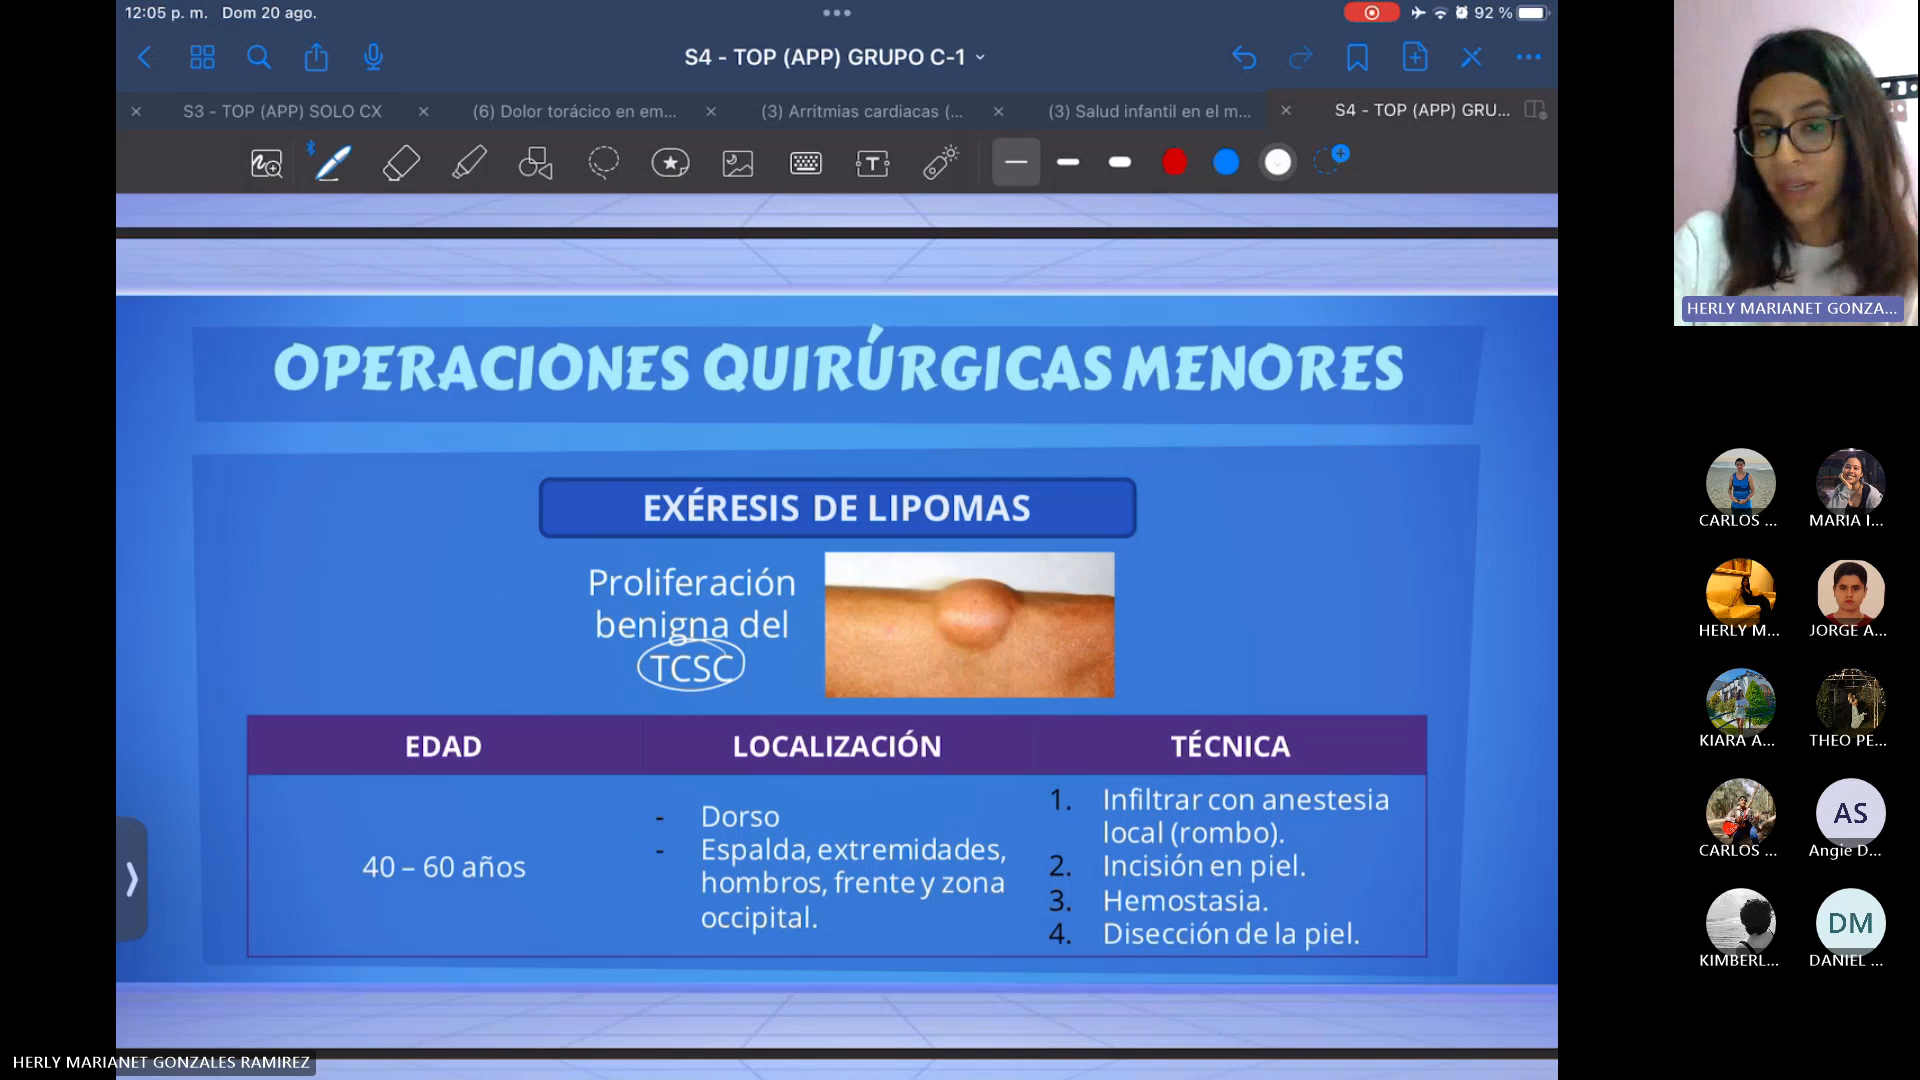 12:05 p. m. Dom 20 ago.
92 %
S4 - TOP (APP) GRUPO C-1
S3 - TOP (APP) SOLO CX
(6) Dolor torácico en em...
(3) Arritmias cardiacas (...
(3) Salud infantil en el m...
S4 - TOP (APP) GRU...
OPERACIONES QUIRÚRGICAS MENORES
EXÉRESIS DE LIPOMAS
Proliferación
benigna del
TCSC
EDAD
LOCALIZACIÓN
TÉCNICA
40 – 60 años
- Dorso
- Espalda, extremidades,
hombros, frente y zona
occipital.
1. Infiltrar con anestesia
local (rombo).
2. Incisión en piel.
3. Hemostasia.
4. Disección de la piel.
HERLY MARIANET GONZA...
CARLOS ...
MARIA I...
HERLY M...
JORGE A...
KIARA A...
THEO PE...
CARLOS ...
AS
Angie D...
KIMBERL...
DM
DANIEL ...
HERLY MARIANET GONZALES RAMIREZ